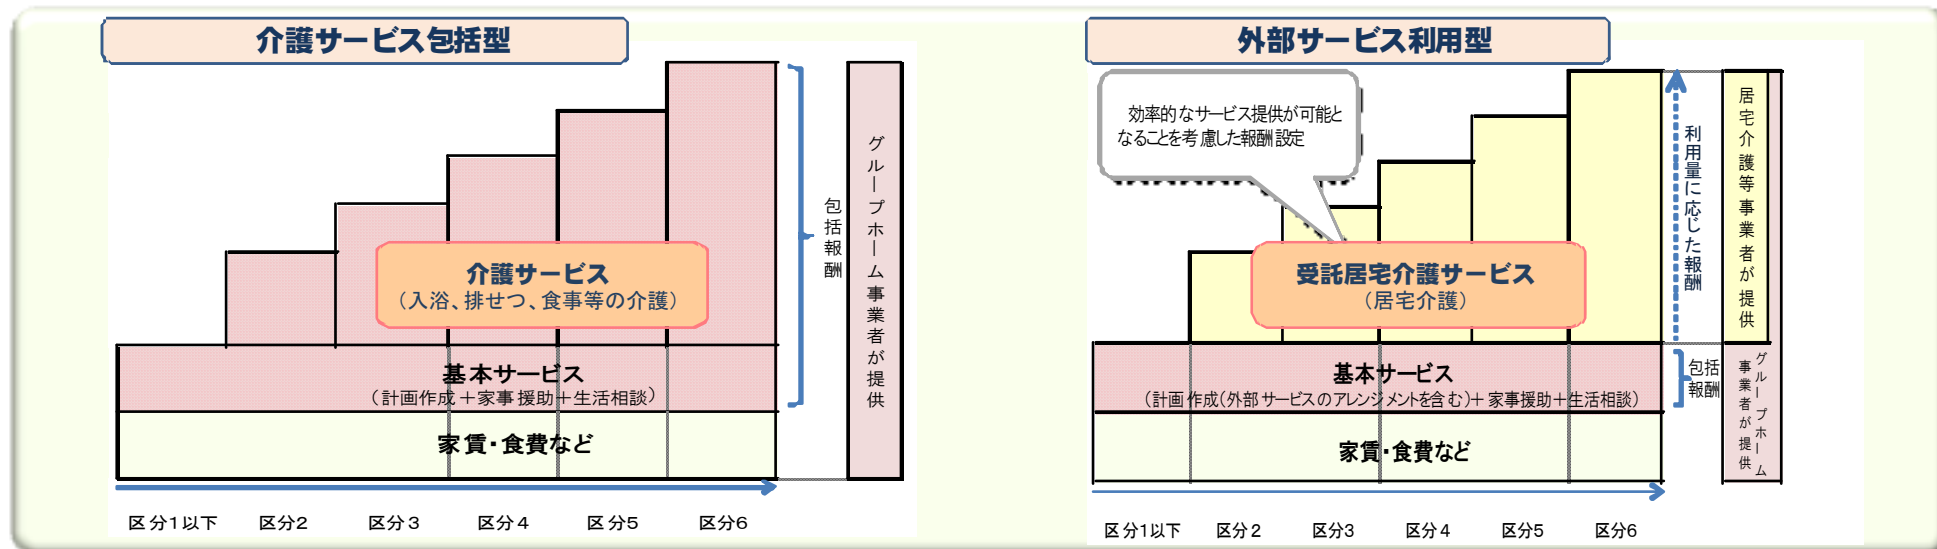 介護サービス包括型
介護サービス
（入浴、排せつ、食事等の介護）
基本サービス
（計画作成＋家事援助＋生活相談）
家賃・食費など
包括報酬
グループホーム事業者が提供
区分1以下
区分2
区分3
区分4
区分5
区分6
外部サービス利用型
効率的なサービス提供が可能と
なることを考慮した報酬設定
受託居宅介護サービス
（居宅介護）
基本サービス
（計画作成（外部サービスのアレンジメントを含む）＋家事援助＋生活相談）
家賃・食費など
利用量に応じた報酬
居宅介護等事業者が提供
包括
報酬
グループホーム
事業者が提供
区分1以下
区分2
区分3
区分4
区分5
区分6